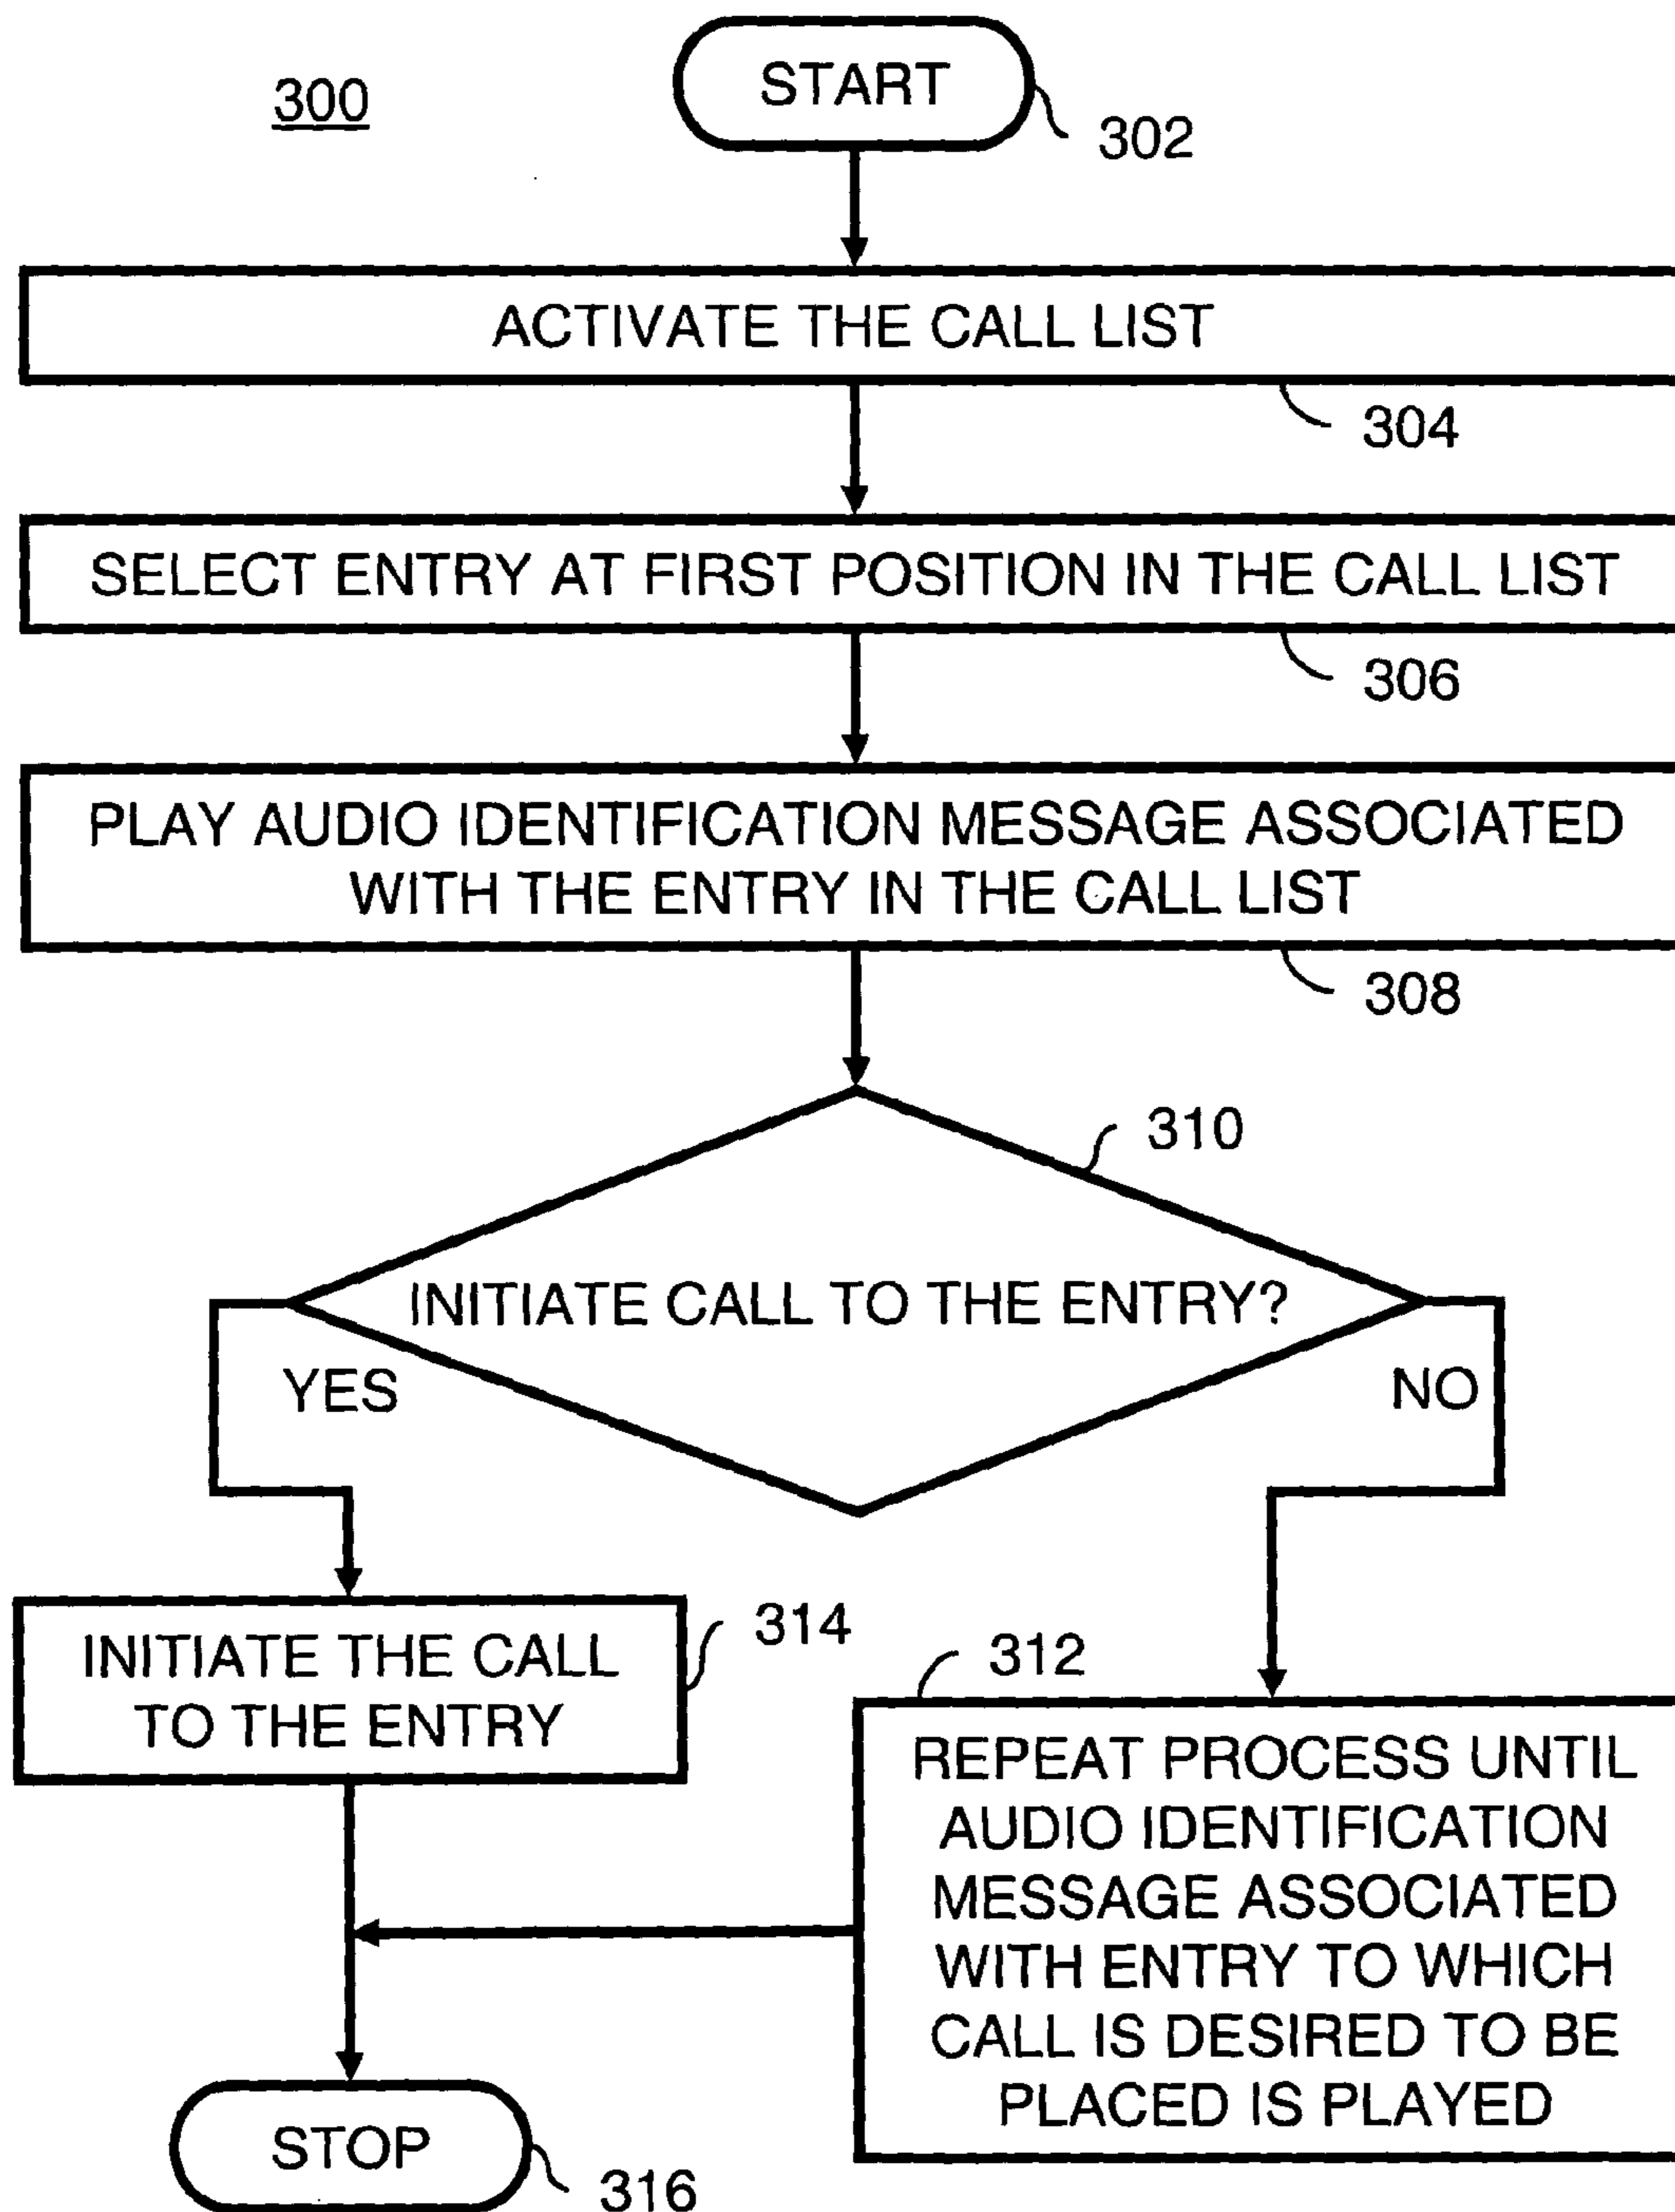 300
START
302
ACTIVATE THE CALL LIST
304
SELECT ENTRY AT FIRST POSITION IN THE CALL LIST
306
PLAY AUDIO IDENTIFICATION MESSAGE ASSOCIATED
WITH THE ENTRY IN THE CALL LIST
308
310
INITIATE CALL TO THE ENTRY?
YES
NO
INITIATE THE CALL
TO THE ENTRY
314
312
REPEAT PROCESS UNTIL
AUDIO IDENTIFICATION
MESSAGE ASSOCIATED
WITH ENTRY TO WHICH
CALL IS DESIRED TO BE
PLACED IS PLAYED
STOP
316